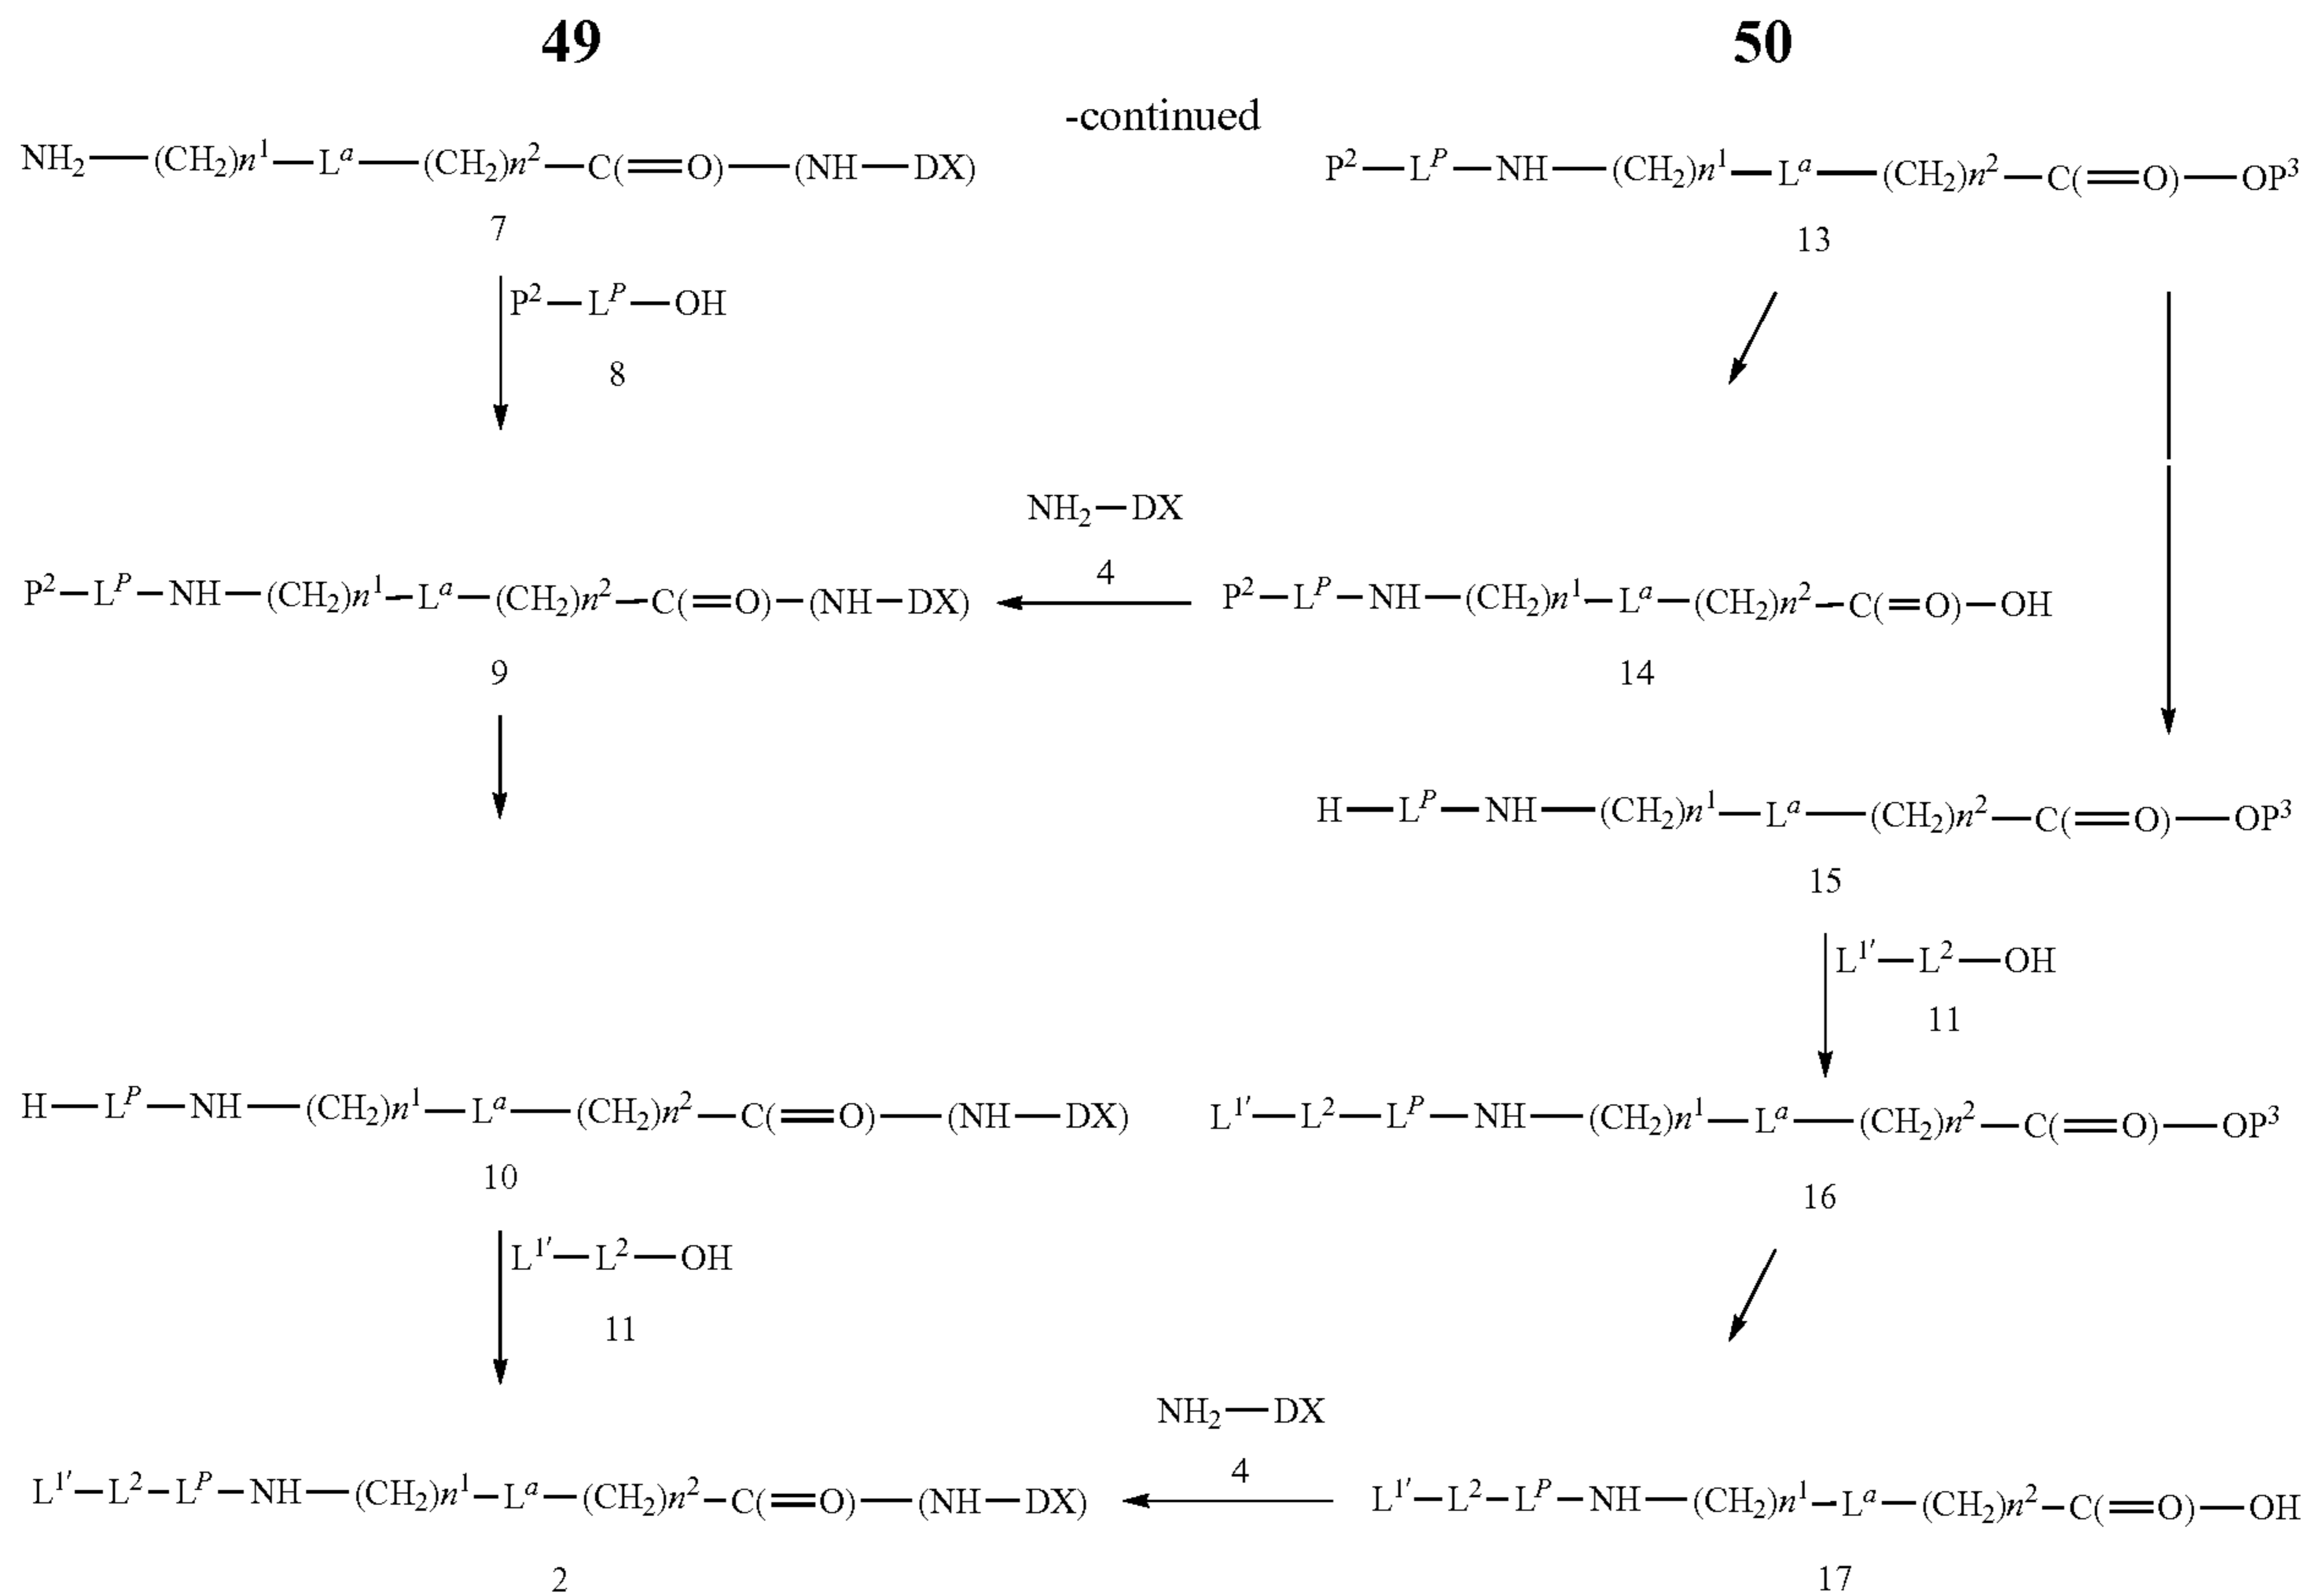 49
50
-continued
NH₂—(CH₂)n¹—Lᵃ—(CH₂)n²—C(═O)—(NH—DX)
7
P²—Lᴾ—OH
8
P²—Lᴾ—NH—(CH₂)n¹—Lᵃ—(CH₂)n²—C(═O)—OP³
13
NH₂—DX
4
P²—Lᴾ—NH—(CH₂)n¹—Lᵃ—(CH₂)n²—C(═O)—(NH—DX)
9
P²—Lᴾ—NH—(CH₂)n¹—Lᵃ—(CH₂)n²—C(═O)—OH
14
H—Lᴾ—NH—(CH₂)n¹—Lᵃ—(CH₂)n²—C(═O)—OP³
15
L¹′—L²—OH
11
H—Lᴾ—NH—(CH₂)n¹—Lᵃ—(CH₂)n²—C(═O)—(NH—DX)
10
L¹′—L²—OH
11
L¹′—L²—Lᴾ—NH—(CH₂)n¹—Lᵃ—(CH₂)n²—C(═O)—OP³
16
NH₂—DX
4
L¹′—L²—Lᴾ—NH—(CH₂)n¹—Lᵃ—(CH₂)n²—C(═O)—(NH—DX)
2
L¹′—L²—Lᴾ—NH—(CH₂)n¹—Lᵃ—(CH₂)n²—C(═O)—OH
17